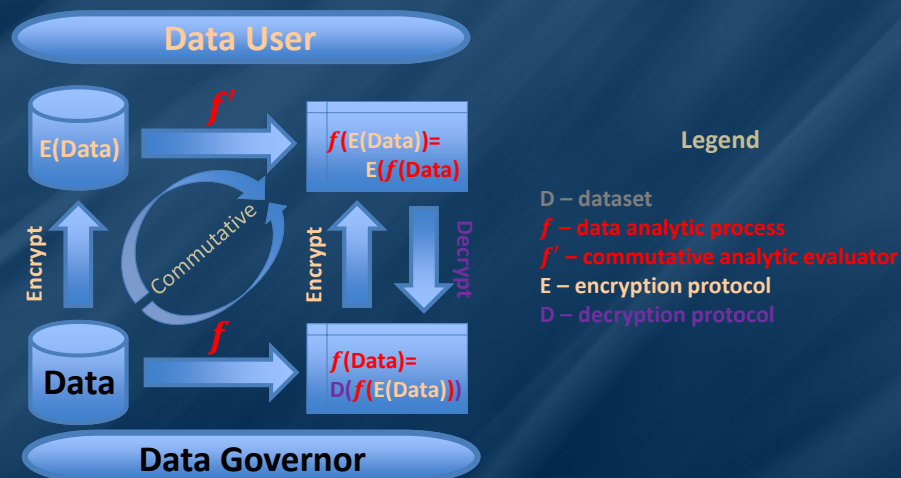 Data User
E(Data)
f′
f(E(Data))=
E(f(Data)
Encrypt
Commutative
Encrypt
Decrypt
Data
f
f(Data)=
D(f(E(Data)))
Data Governor
Legend
D – dataset
f – data analytic process
f′ – commutative analytic evaluator
E – encryption protocol
D – decryption protocol